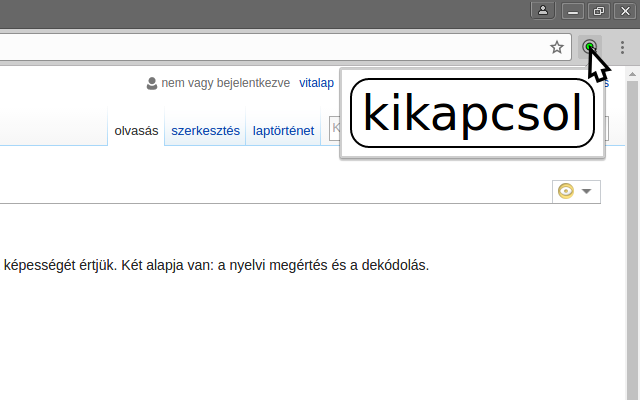 nem vagy bejelentkezve vitalap
kikapcsol
olvasás szerkesztés laptörténet
képességét értjük. Két alapja van: a nyelvi megértés és a dekódolás.